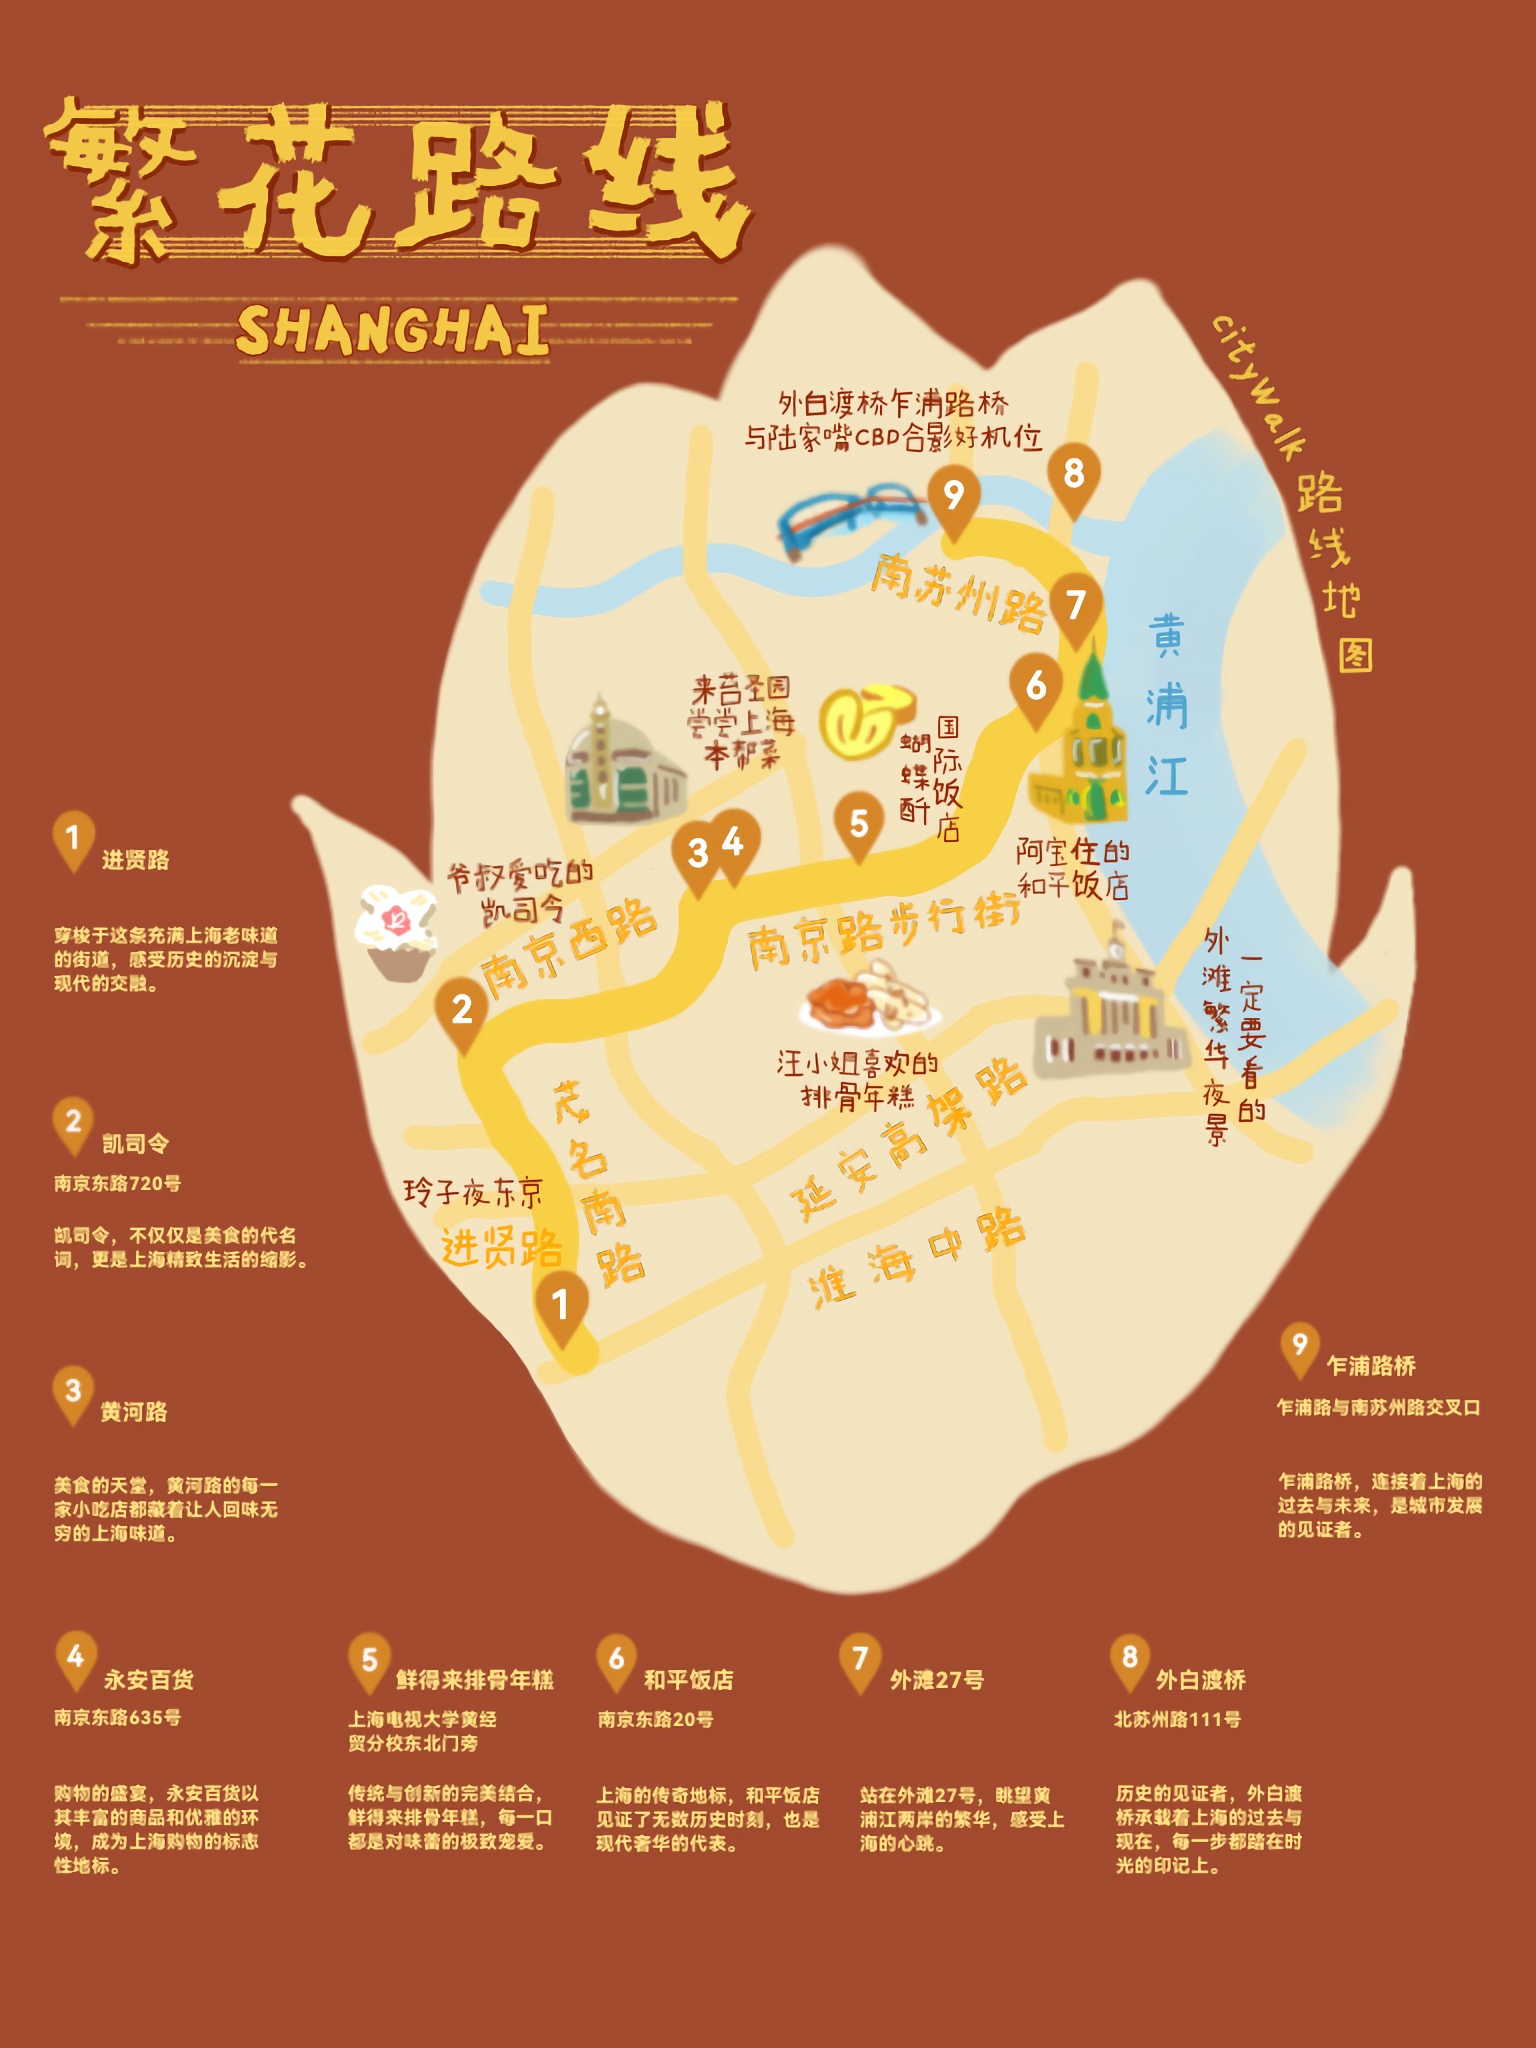 繁花路线
SHANGHAI
cityWalk路线地图
外白渡桥乍浦路桥
与陆家嘴CBD合影好机位
9
8
南苏州路
7
黄浦江
6
来苔圣园
尝尝上海
本帮菜
国际饭店
蝴蝶酥
5
3
4
阿宝住的
和平饭店
爷叔爱吃的
凯司令
南京西路
南京路步行街
2
外滩繁华夜景
一定要看的
汪小姐喜欢的
排骨年糕
茂名南路
延安高架路
玲子夜东京
进贤路
淮海中路
1
1
进贤路
穿梭于这条充满上海老味道
的街道，感受历史的沉淀与
现代的交融。
2
凯司令
南京东路720号
凯司令，不仅仅是美食的代名
词，更是上海精致生活的缩影。
3
黄河路
美食的天堂，黄河路的每一
家小吃店都藏着让人回味无
穷的上海味道。
9
乍浦路桥
乍浦路与南苏州路交叉口
乍浦路桥，连接着上海的
过去与未来，是城市发展
的见证者。
4
永安百货
南京东路635号
购物的盛宴，永安百货以
其丰富的商品和优雅的环
境，成为上海购物的标志
性地标。
5
鲜得来排骨年糕
上海电视大学黄经
贸分校东北门旁
传统与创新的完美结合，
鲜得来排骨年糕，每一口
都是对味蕾的极致宠爱。
6
和平饭店
南京东路20号
上海的传奇地标，和平饭店
见证了无数历史时刻，也是
现代奢华的代表。
7
外滩27号
站在外滩27号，眺望黄
浦江两岸的繁华，感受上
海的心跳。
8
外白渡桥
北苏州路111号
历史的见证者，外白渡
桥承载着上海的过去与
现在，每一步都踏在时
光的印记上。